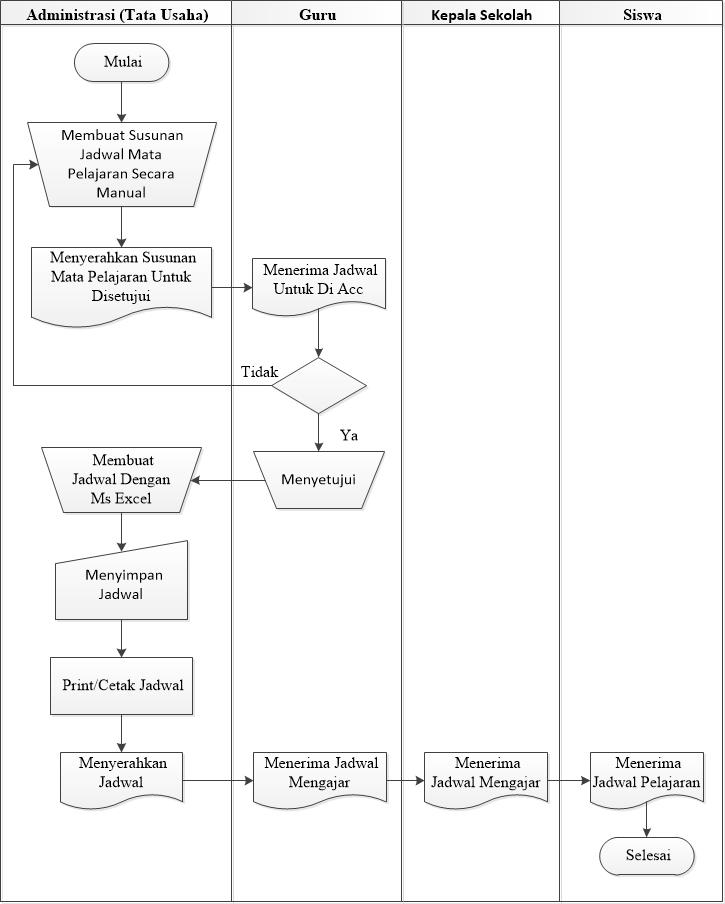 Administrasi (Tata Usaha)
Guru
Kepala Sekolah
Siswa
Mulai
Membuat Susunan
Jadwal Mata
Pelajaran Secara
Manual
Menyerahkan Susunan
Mata Pelajaran Untuk
Disetujui
Menerima Jadwal
Untuk Di Acc
Tidak
Ya
Menyetujui
Membuat
Jadwal Dengan
Ms Excel
Menyimpan
Jadwal
Print/Cetak Jadwal
Menyerahkan
Jadwal
Menerima Jadwal
Mengajar
Menerima
Jadwal Mengajar
Menerima
Jadwal Pelajaran
Selesai